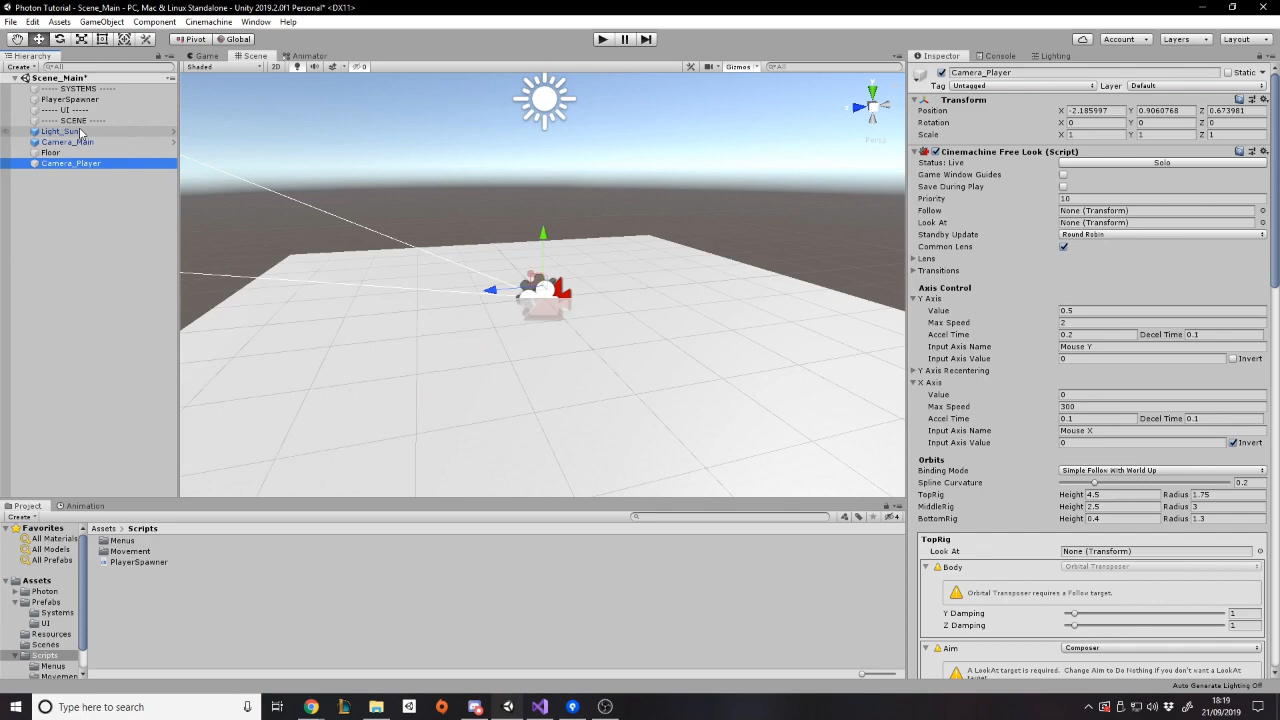 Photon Tutorial - Scene_Main - PC, Mac & Linux Standalone - Unity 2019.2.0f1 Personal* <DX11>
File Edit Assets GameObject Component Cinemachine Window Help
Pivot Global Account Layers Layout
Hierarchy Game Scene Animator Inspector Console Lighting
Create All Shaded 2D 0 Gizmos All
Scene_Main*
----- SYSTEMS -----
PlayerSpawner
----- UI -----
----- SCENE -----
Light_Sun
Camera_Main
Floor
Camera_Player
y
z
Persp
Camera_Player Static
Tag Untagged Layer Default
Transform
Position X -2.185997 Y 0.9060768 Z 0.673981
Rotation X 0 Y 0 Z 0
Scale X 1 Y 1 Z 1
Cinemachine Free Look (Script)
Status: Live Solo
Game Window Guides
Save During Play
Priority 10
Follow None (Transform)
Look At None (Transform)
Standby Update Round Robin
Common Lens
Lens
Transitions
Axis Control
Y Axis
Value 0.5
Max Speed 2
Accel Time 0.2 Decel Time 0.1
Input Axis Name Mouse Y
Input Axis Value 0 Invert
Y Axis Recentering
X Axis
Value 0
Max Speed 300
Accel Time 0.1 Decel Time 0.1
Input Axis Name Mouse X
Input Axis Value 0 Invert
Orbits
Binding Mode Simple Follow With World Up
Spline Curvature 0.2
TopRig Height 4.5 Radius 1.75
MiddleRig Height 2.5 Radius 3
BottomRig Height 0.4 Radius 1.3
TopRig
Look At None (Transform)
Body Orbital Transposer
Orbital Transposer requires a Follow target.
Y Damping 1
Z Damping 1
Aim Composer
A LookAt target is required. Change Aim to Do Nothing if you don't want a LookAt
target.
Auto Generate Lighting Off
Project Animation
Create 4
Favorites
All Materials
All Models
All Prefabs
Assets
Photon
Prefabs
Systems
UI
Resources
Scenes
Scripts
Menus
Movemen
Assets Scripts
Menus
Movement
PlayerSpawner
Type here to search
18:19
21/09/2019